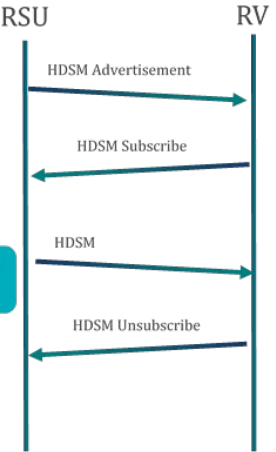 RSU RV
HDSM Advertisement
HDSM Subscribe
HDSM
HDSM Unsubscribe